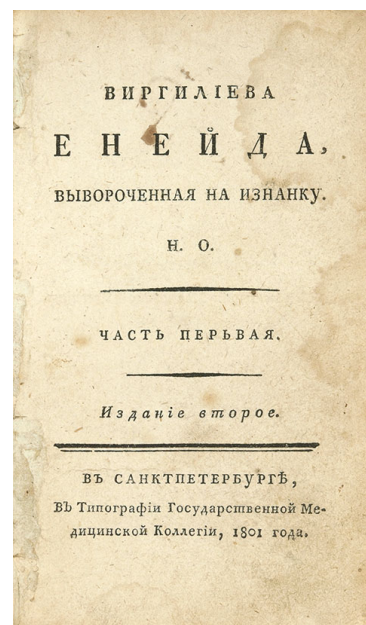 ВИРГИЛІЕВА
ЕНЕЙДА,
ВЫВОРОЧЕННАЯ НА ИЗНАНКУ.
Н. О.
ЧАСТЬ ПЕРЬВАЯ.
Изданіе второе.
ВЪ САНКТПЕТЕРБУРГѢ,
ВЪ Типографіи Государственной Ме-
дицинской Коллегіи, 1801 года.